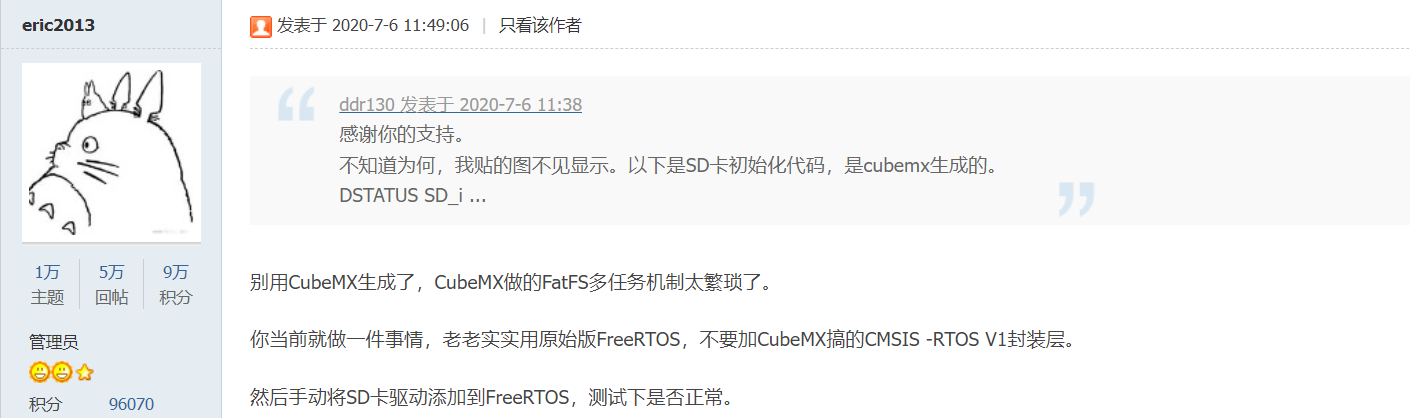 eric2013
发表于 2020-7-6 11:49:06 | 只看该作者
ddr130 发表于 2020-7-6 11:38
感谢你的支持。
不知道为何，我贴的图不见显示。以下是SD卡初始化代码，是cubemx生成的。
DSTATUS SD_i ...
1万 5万 9万
主题 回帖 积分
管理员
积分 96070
别用CubeMX生成了，CubeMX做的FatFS多任务机制太繁琐了。
你当前就做一件事情，老老实实用原始版FreeRTOS，不要加CubeMX搞的CMSIS -RTOS V1封装层。
然后手动将SD卡驱动添加到FreeRTOS，测试下是否正常。